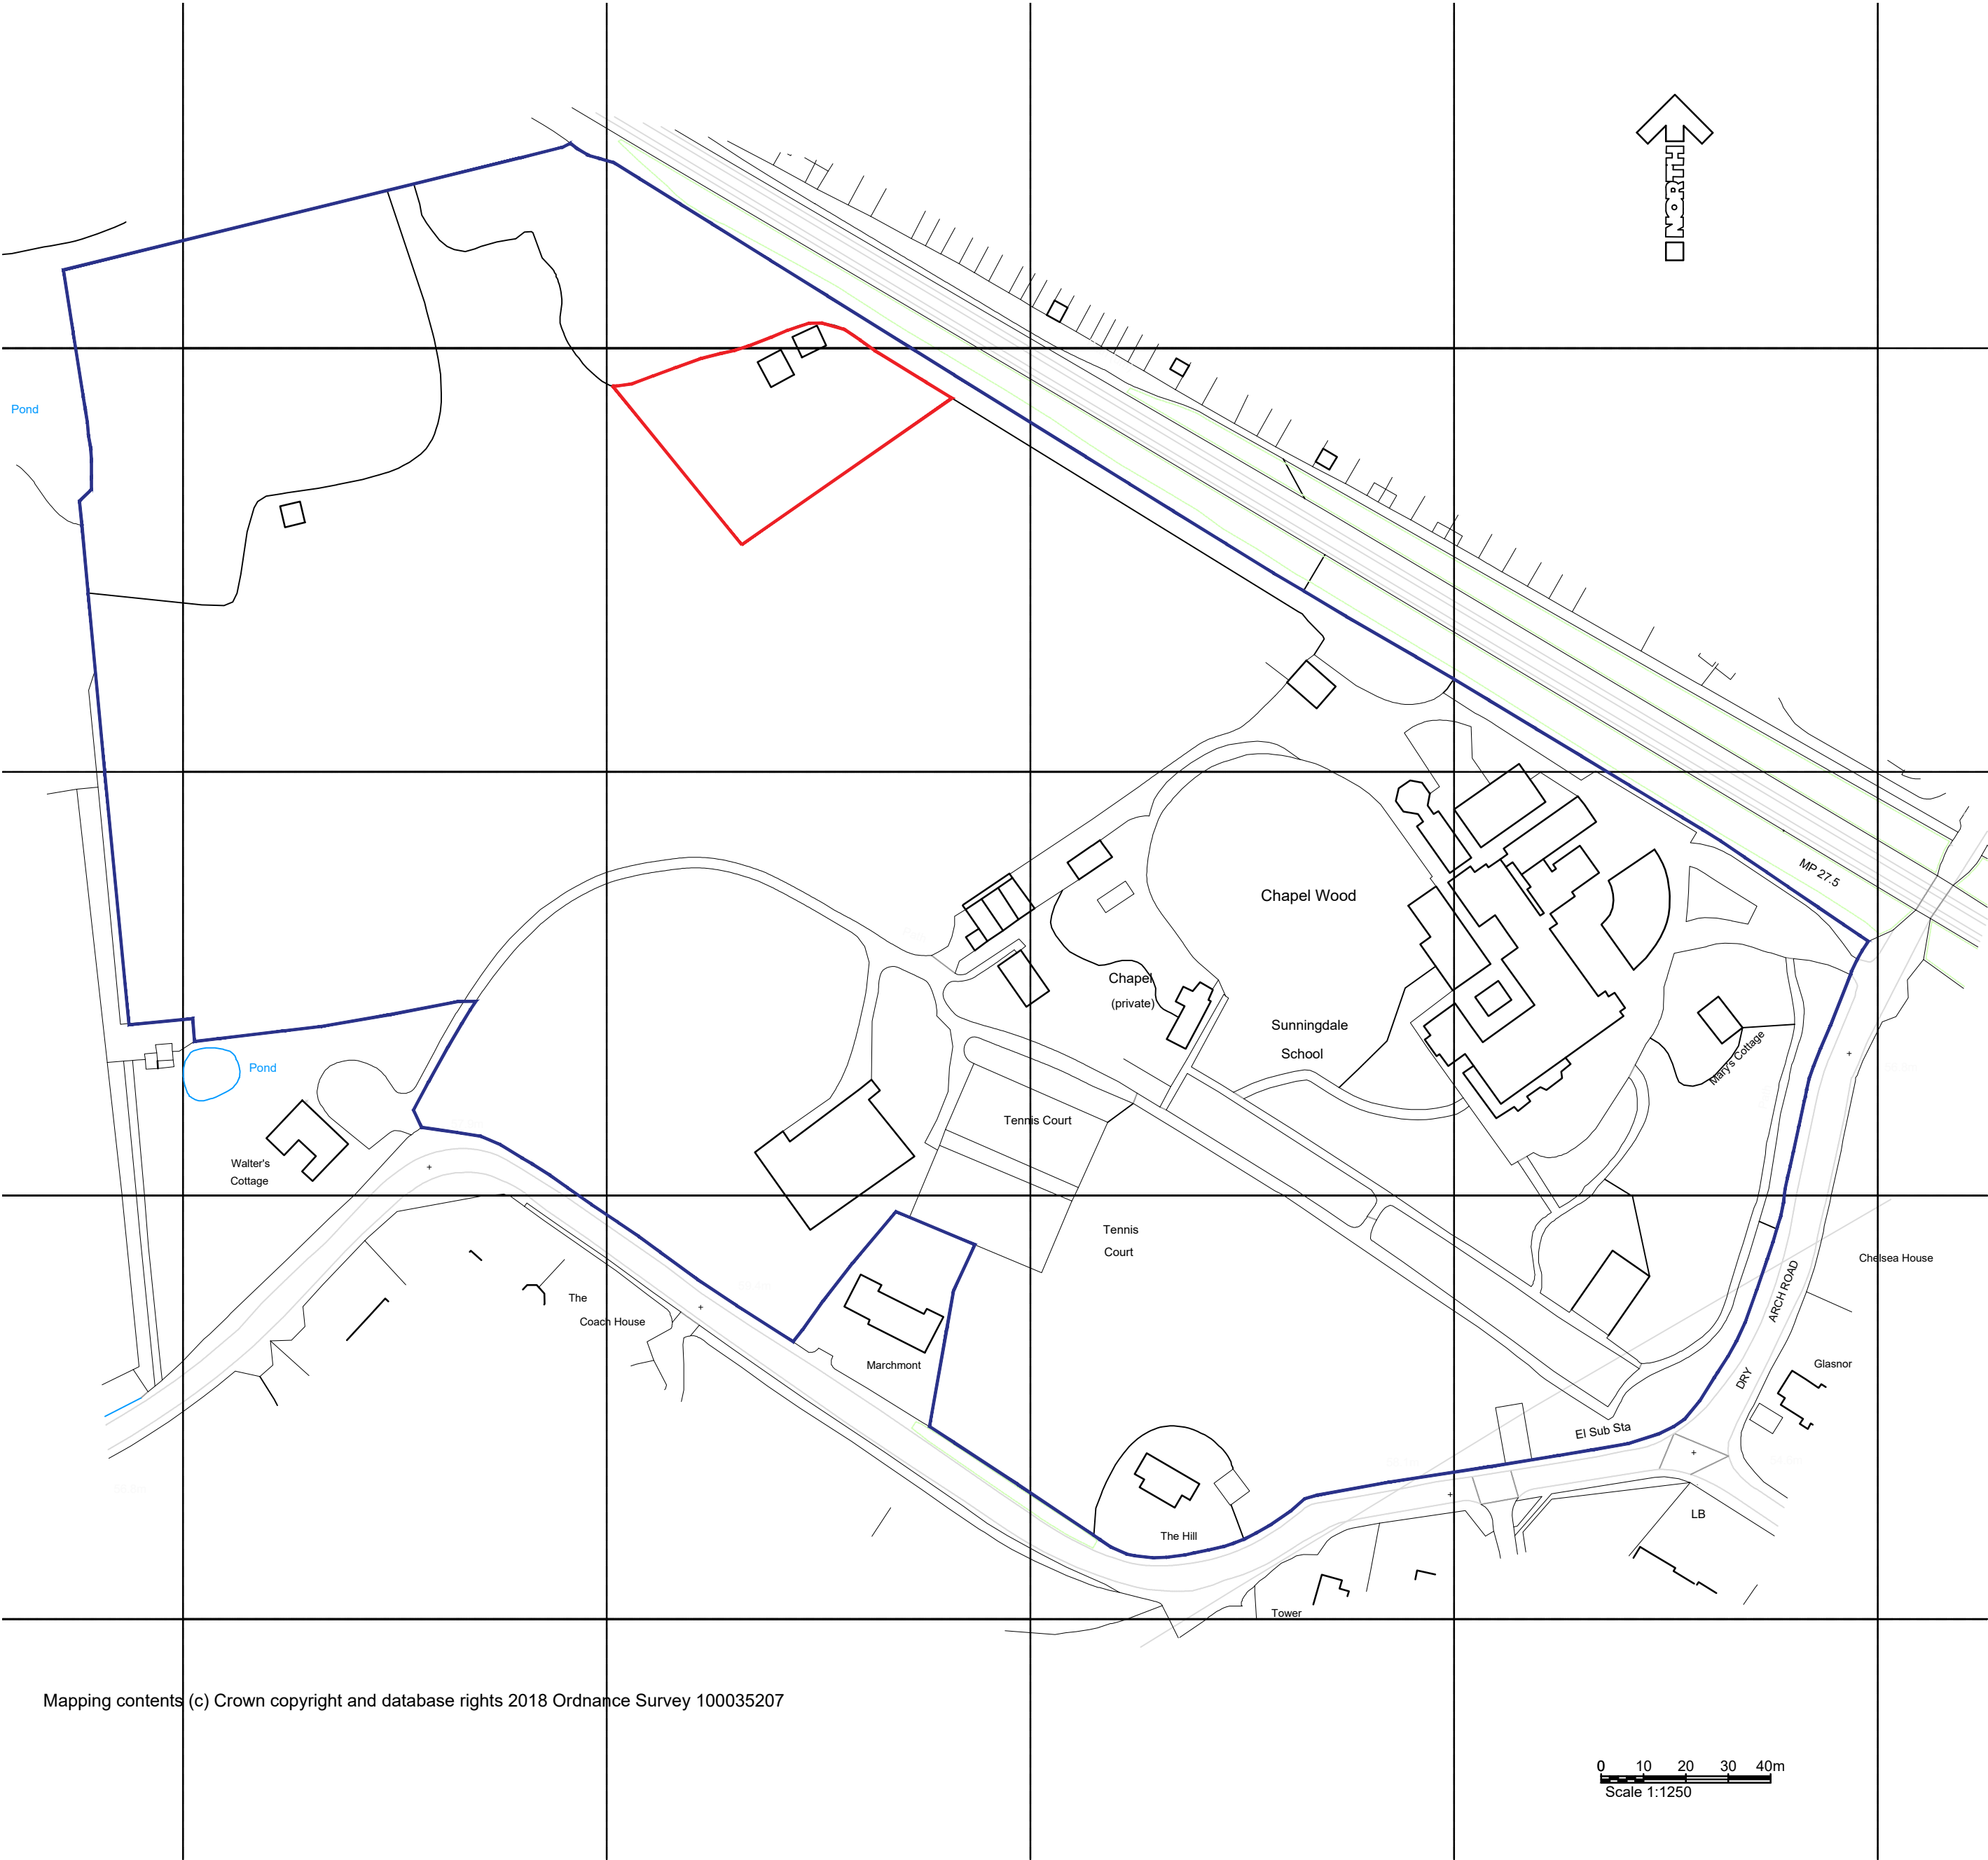 NORTH
Pond
MP 27.5
Chapel Wood
Chapel
(private)
Sunningdale
School
Mary's Cottage
Pond
Tennis Court
Walter's
Cottage
Tennis
Court
Chelsea House
The
Coach House
ARCH ROAD
DRY
Marchmont
Glasnor
El Sub Sta
The Hill
LB
Tower
Mapping contents (c) Crown copyright and database rights 2018 Ordnance Survey 100035207
0 10 20 30 40m
Scale 1:1250